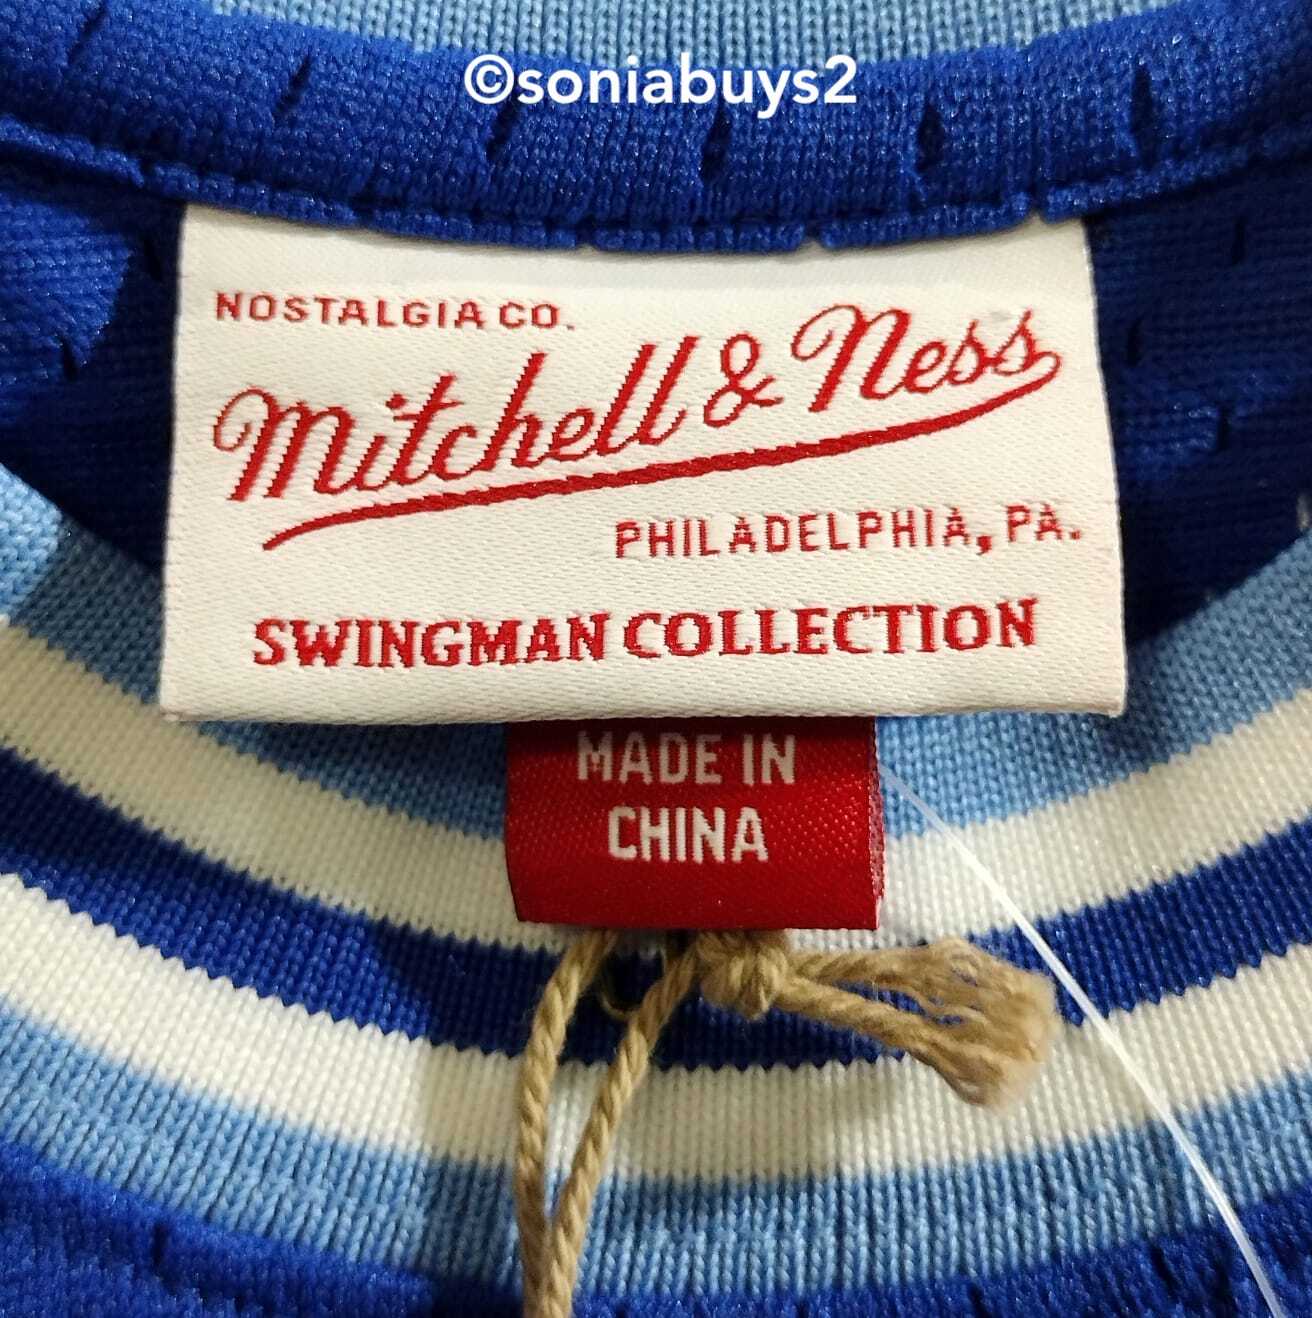 ©soniabuys2
NOSTALGIA CO.
Mitchell & Ness
PHILADELPHIA, PA.
SWINGMAN COLLECTION
MADE IN
CHINA